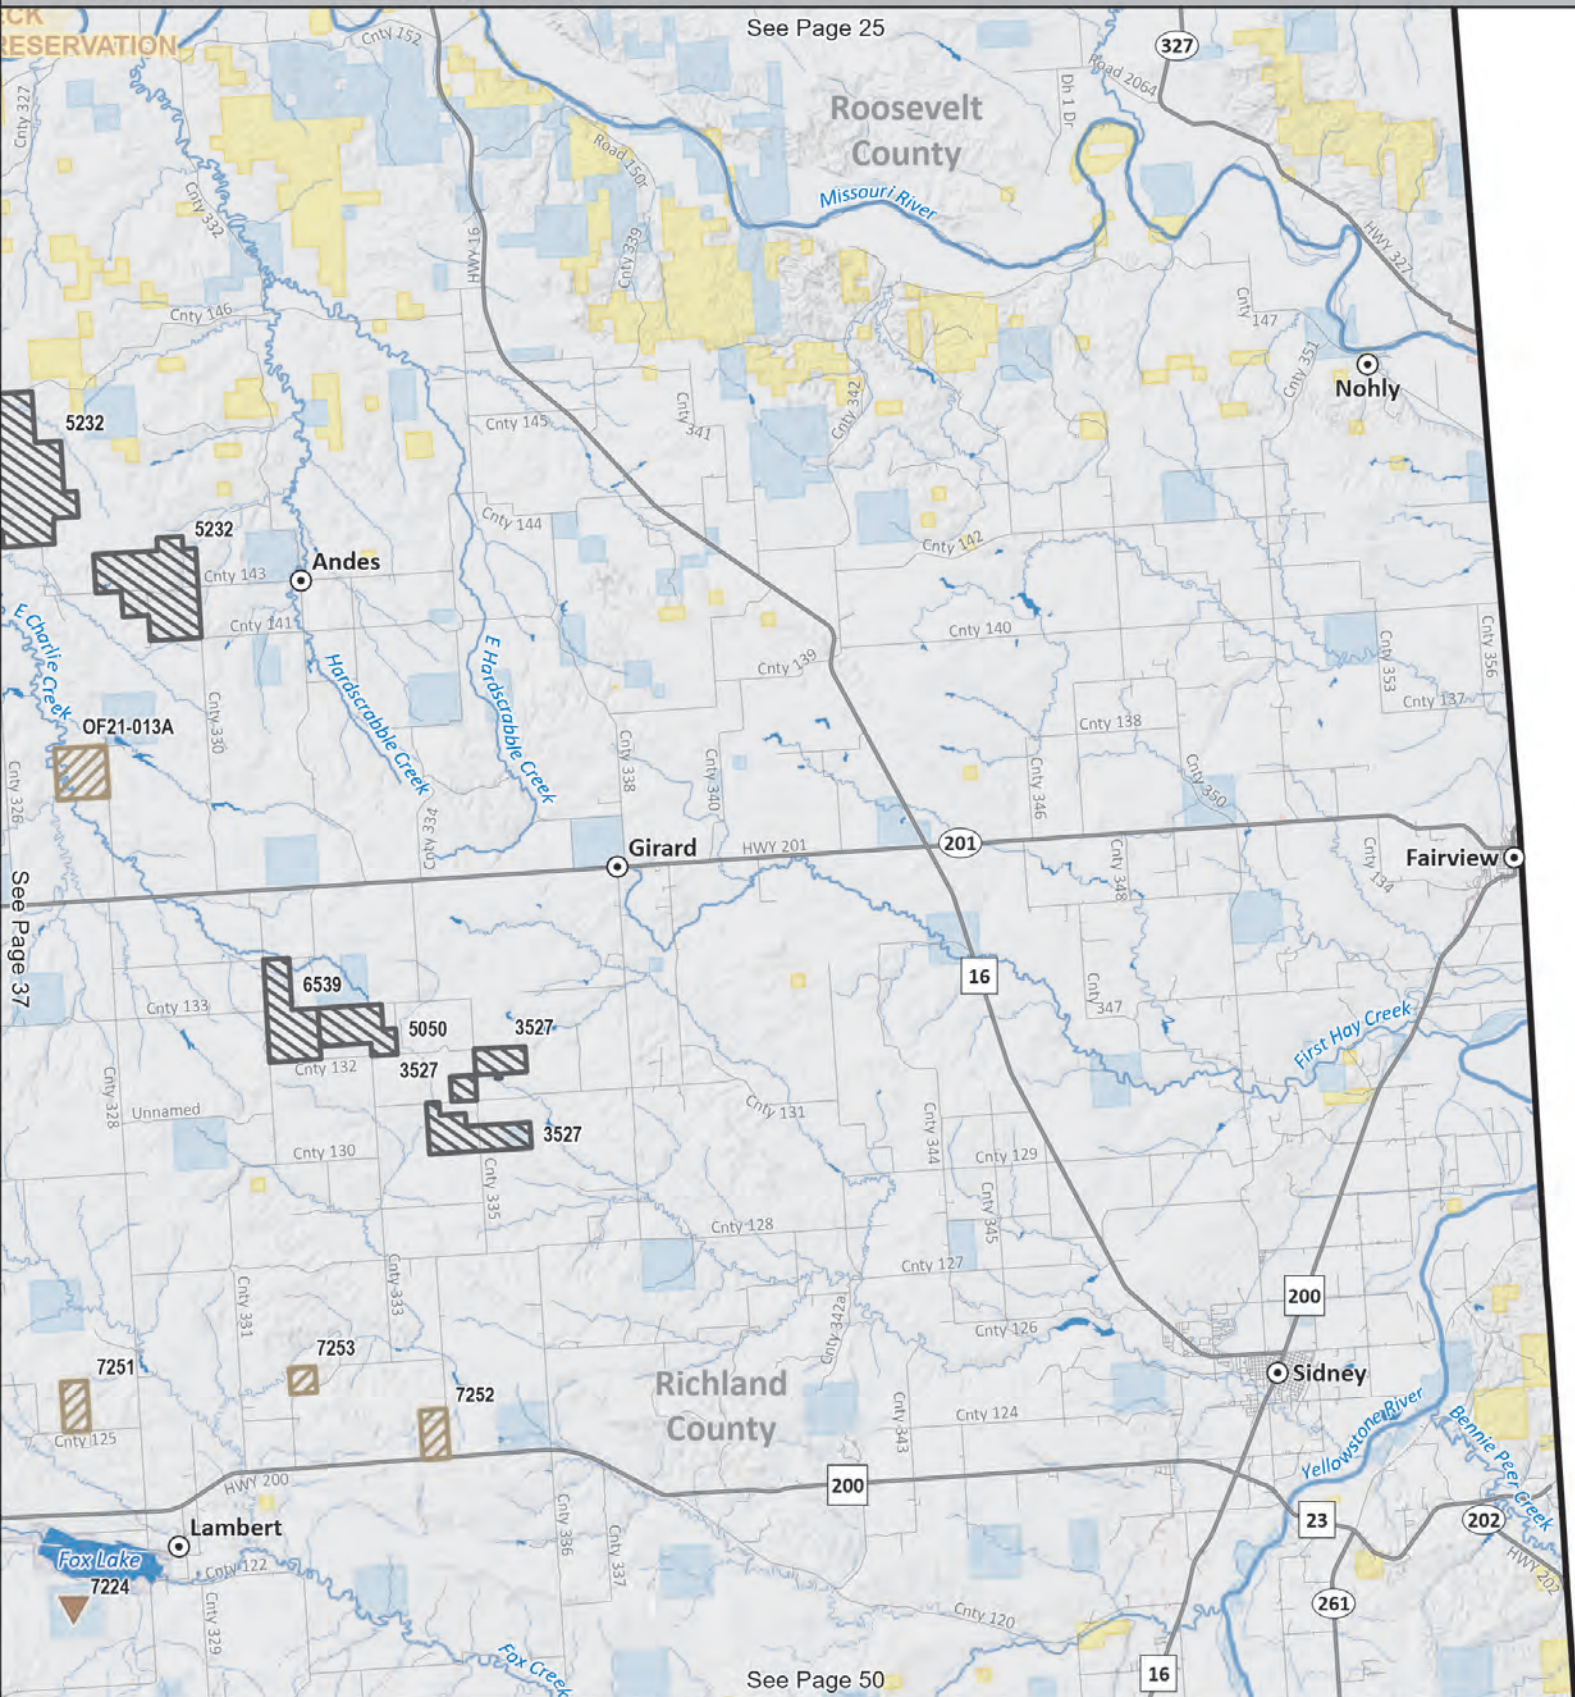 CK
RESERVATION
See Page 25
Cnty 152
327
Road 2064
Dh 1 Dr
Cnty 327
Roosevelt
County
Road 150r
Missouri River
Cnty 332
HWY 16
Cnty 339
HWY 327
Cnty 146
Cnty
147
Cnty 351
Nohly
Cnty 342
Cnty
341
Cnty 145
5232
Cnty 144
5232
Cnty 142
Andes
Cnty 143
E Charlie Creek
Cnty 141
Cnty 140
Cnty 356
Cnty 353
E Hardscrabble Creek
Hardscrabble Creek
Cnty 139
Cnty 137
Cnty 330
OF21-013A
Cnty 138
Cnty 338
Cnty 340
Cnty 346
Cnty 350
Cnty 326
Cnty 334
Girard
HWY 201
201
Cnty 348
Cnty 134
Fairview
See Page 37
16
6539
Cnty 133
Cnty
347
5050
3527
First Hay Creek
Cnty 132
3527
Cnty 328
Unnamed
Cnty 131
3527
Cnty 344
Cnty 130
Cnty 129
Cnty 335
Cnty 345
Cnty 128
Cnty 127
Cnty 333
Cnty 331
200
Cnty 342a
Cnty 126
7253
7251
Sidney
7252
Richland
County
Cnty 124
Cnty 343
Yellowstone River
Bennie Peer Creek
Cnty 125
HWY 200
200
23
202
Lambert
Cnty 336
Cnty 337
HWY 202
Fox Lake
Cnty 122
7224
261
Cnty 329
Cnty 120
Fox Creek
See Page 50
16